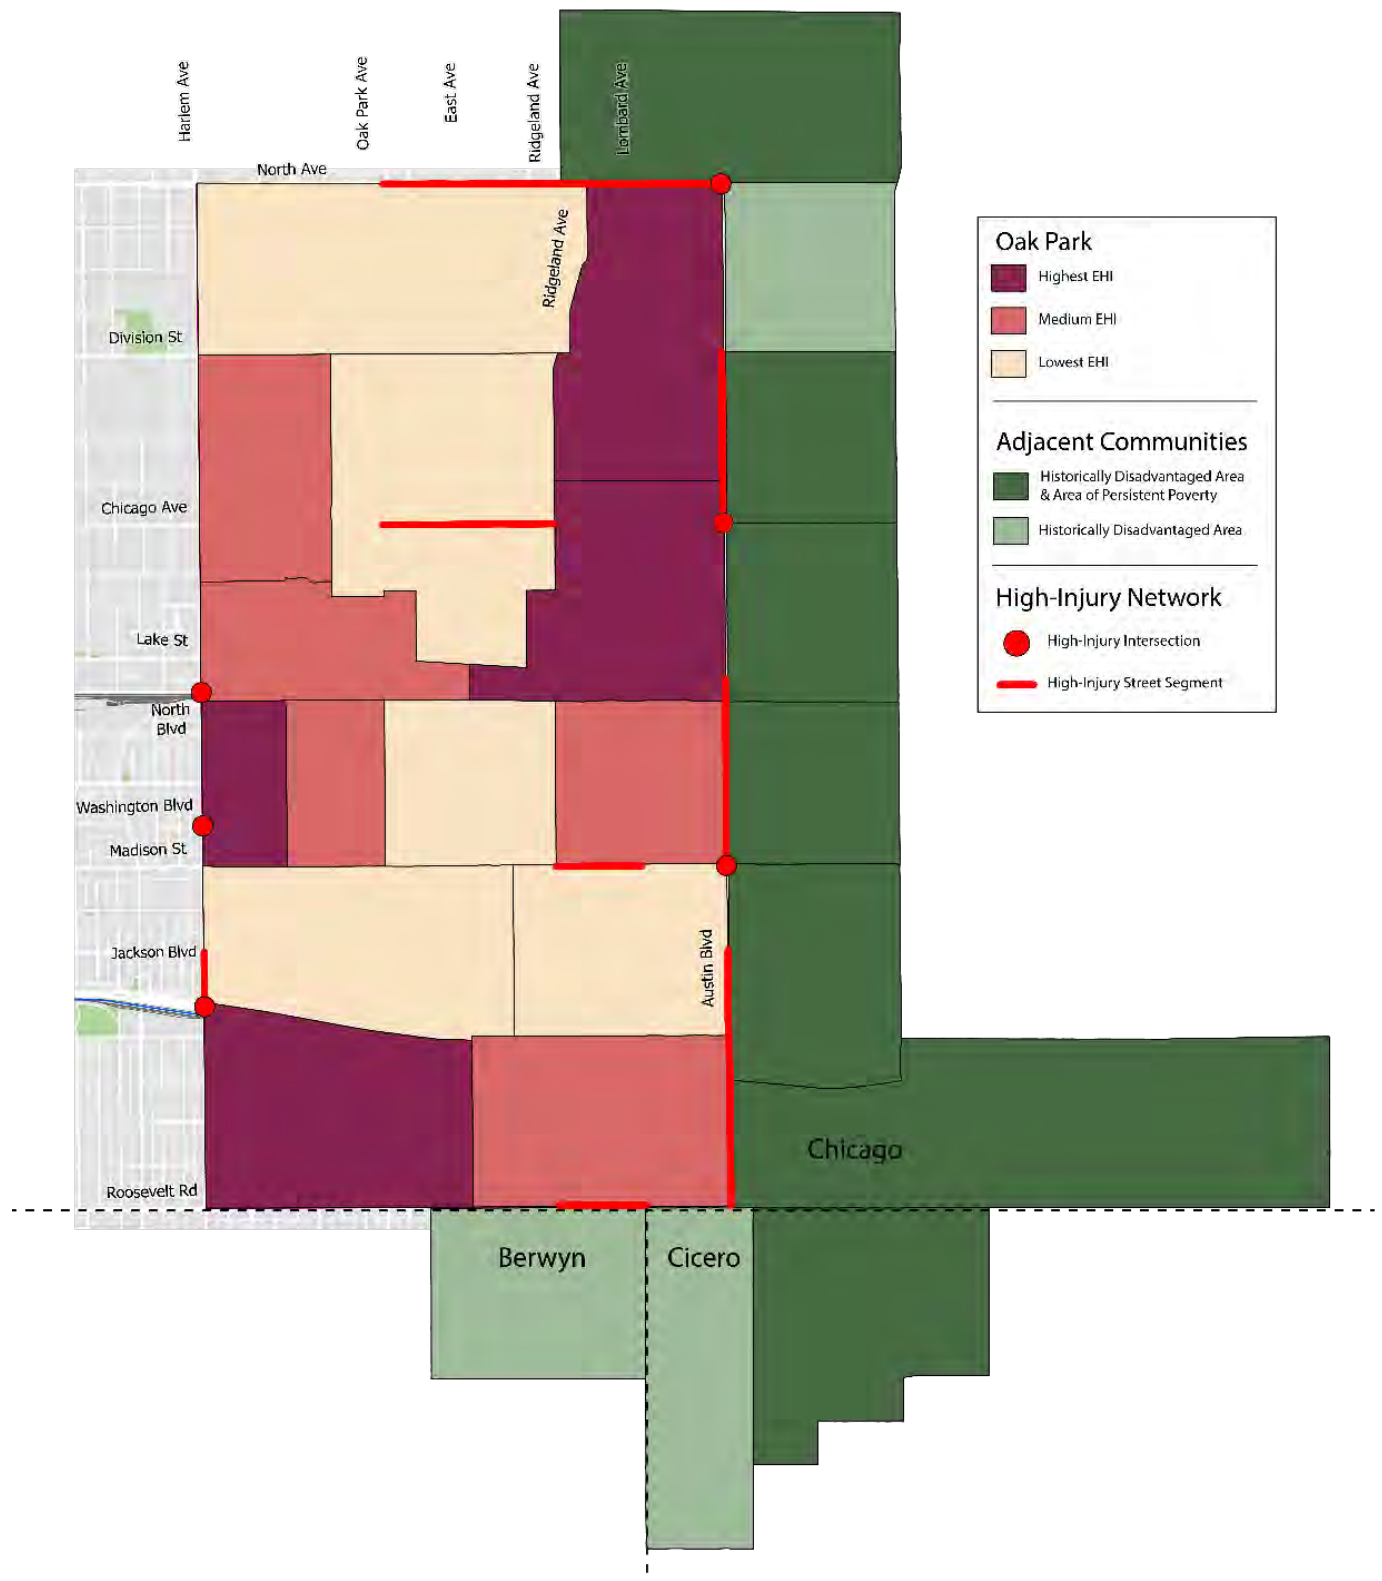 Harlem Ave
Oak Park Ave
East Ave
Ridgeland Ave
Lombard Ave
North Ave
Ridgeland Ave
Division St
Chicago Ave
Lake St
North
Blvd
Washington Blvd
Madison St
Jackson Blvd
Austin Blvd
Roosevelt Rd
Chicago
Berwyn
Cicero
Oak Park
Highest EHI
Medium EHI
Lowest EHI
Adjacent Communities
Historically Disadvantaged Area
& Area of Persistent Poverty
Historically Disadvantaged Area
High-Injury Network
High-Injury Intersection
High-Injury Street Segment